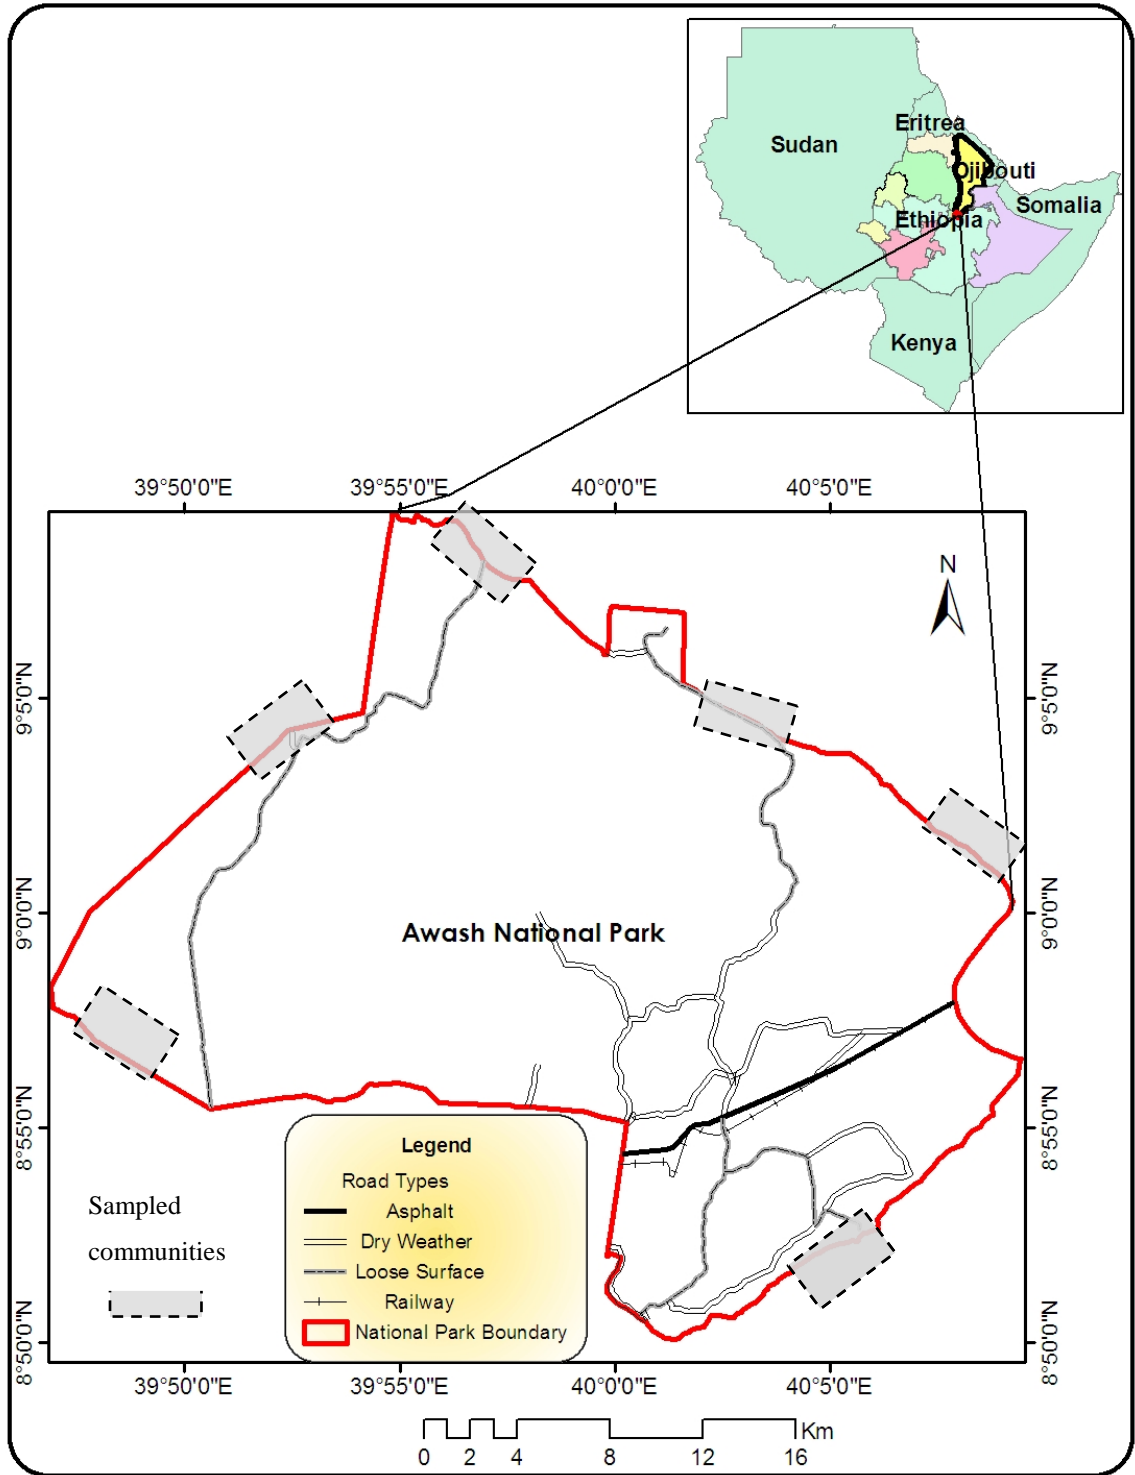 Eritrea
Sudan
Djibouti
Somalia
Ethiopia
Kenya
39°50'0"E 39°55'0"E 40°0'0"E 40°5'0"E
N
9°5'0"N 9°5'0"N
9°0'0"N 9°0'0"N
Awash National Park
8°55'0"N 8°55'0"N
Legend
Road Types
Asphalt
Dry Weather
Loose Surface
Railway
National Park Boundary
Sampled
communities
8°50'0"N 8°50'0"N
39°50'0"E 39°55'0"E 40°0'0"E 40°5'0"E
Km
0 2 4 8 12 16